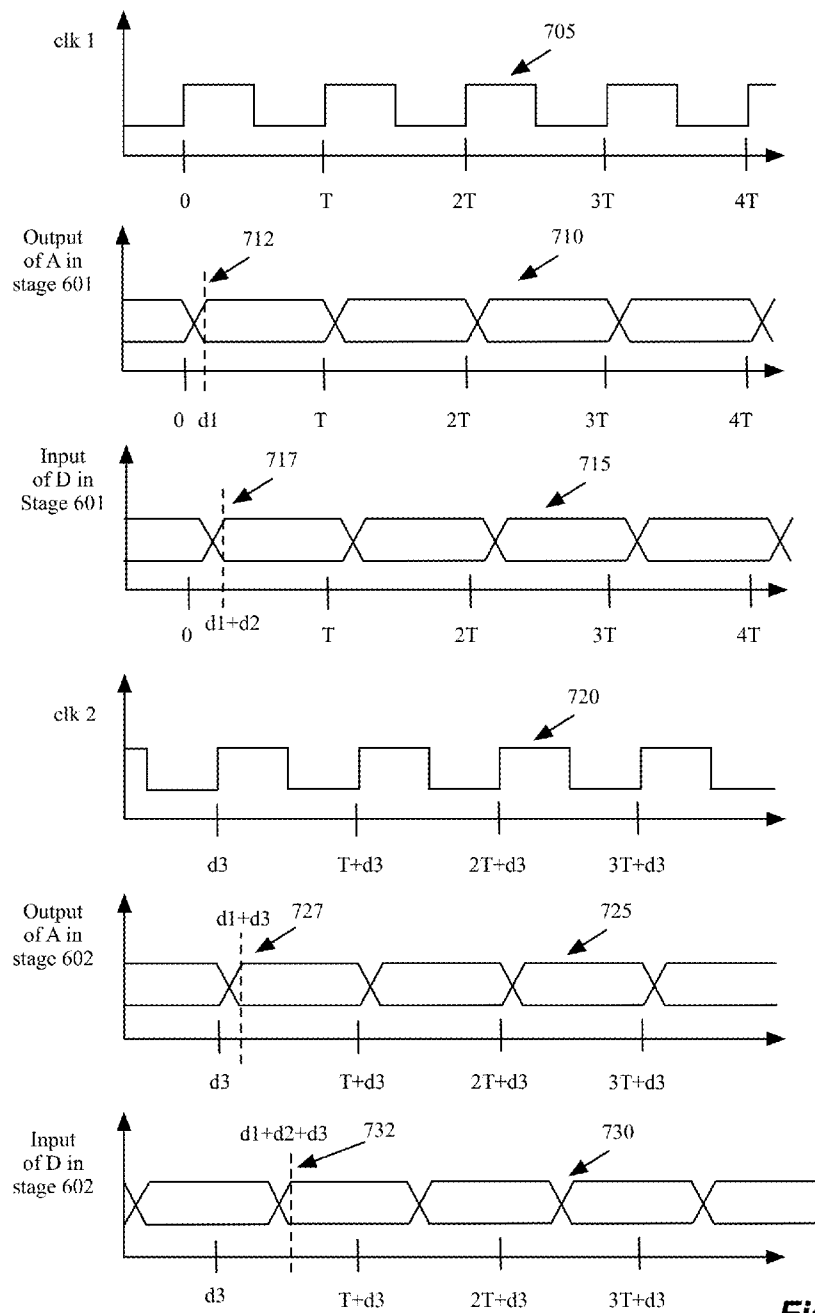 clk 1
705
0 T 2T 3T 4T
Output
of A in
stage 601
712
710
0 d1 T 2T 3T 4T
Input
of D in
Stage 601
717
715
0 d1+d2 T 2T 3T 4T
clk 2
720
d3 T+d3 2T+d3 3T+d3
Output
of A in
stage 602
d1+d3
727
725
d3 T+d3 2T+d3 3T+d3
Input
of D in
stage 602
d1+d2+d3
732
730
d3 T+d3 2T+d3 3T+d3